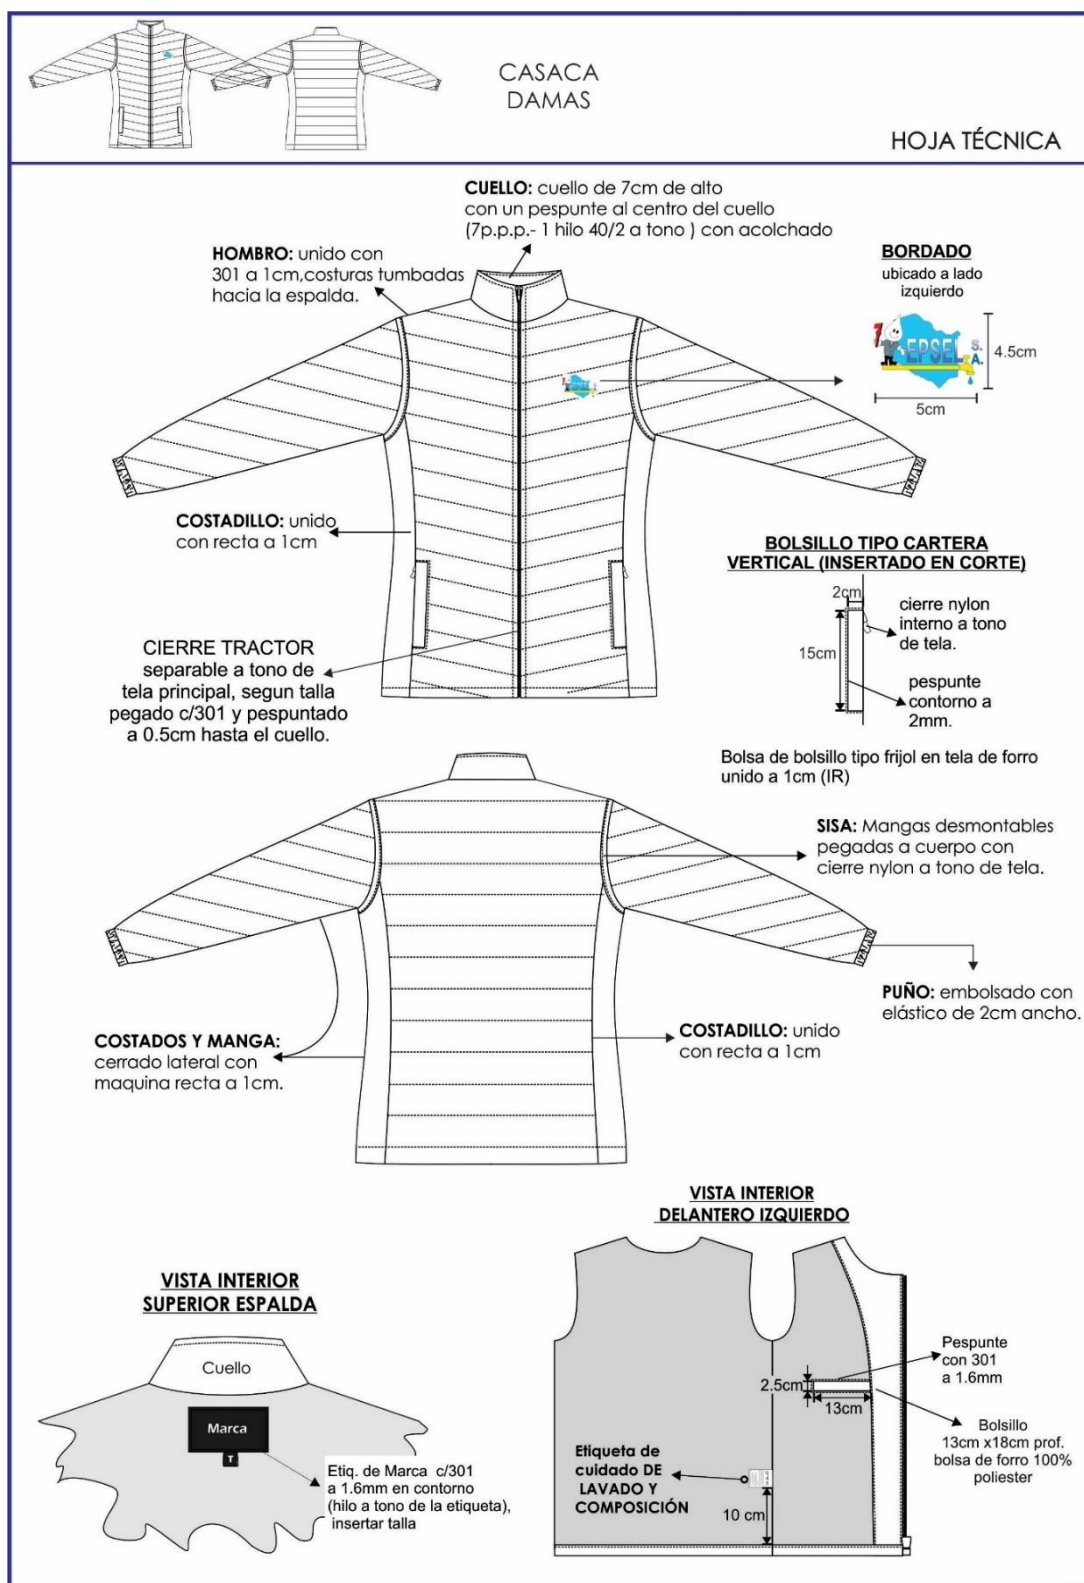 CASACA
DAMAS
HOJA TÉCNICA
CUELLO: cuello de 7cm de alto
con un pespunte al centro del cuello
(7p.p.p.- 1 hilo 40/2 a tono ) con acolchado
HOMBRO: unido con
301 a 1cm,costuras tumbadas
hacia la espalda.
BORDADO
ubicado a lado
izquierdo
EPSEL S.A.
4.5cm
5cm
COSTADILLO: unido
con recta a 1cm
BOLSILLO TIPO CARTERA
VERTICAL (INSERTADO EN CORTE)
2cm
cierre nylon
interno a tono
de tela.
15cm
pespunte
contorno a
2mm.
CIERRE TRACTOR
separable a tono de
tela principal, segun talla
pegado c/301 y pespuntado
a 0.5cm hasta el cuello.
Bolsa de bolsillo tipo frijol en tela de forro
unido a 1cm (IR)
SISA: Mangas desmontables
pegadas a cuerpo con
cierre nylon a tono de tela.
PUÑO: embolsado con
elástico de 2cm ancho.
COSTADOS Y MANGA:
cerrado lateral con
maquina recta a 1cm.
COSTADILLO: unido
con recta a 1cm
VISTA INTERIOR
DELANTERO IZQUIERDO
VISTA INTERIOR
SUPERIOR ESPALDA
Cuello
Marca
T
Etiq. de Marca c/301
a 1.6mm en contorno
(hilo a tono de la etiqueta),
insertar talla
Pespunte
con 301
a 1.6mm
2.5cm
13cm
Bolsillo
13cm x18cm prof.
bolsa de forro 100%
poliester
Etiqueta de
cuidado DE
LAVADO Y
COMPOSICIÓN
10 cm